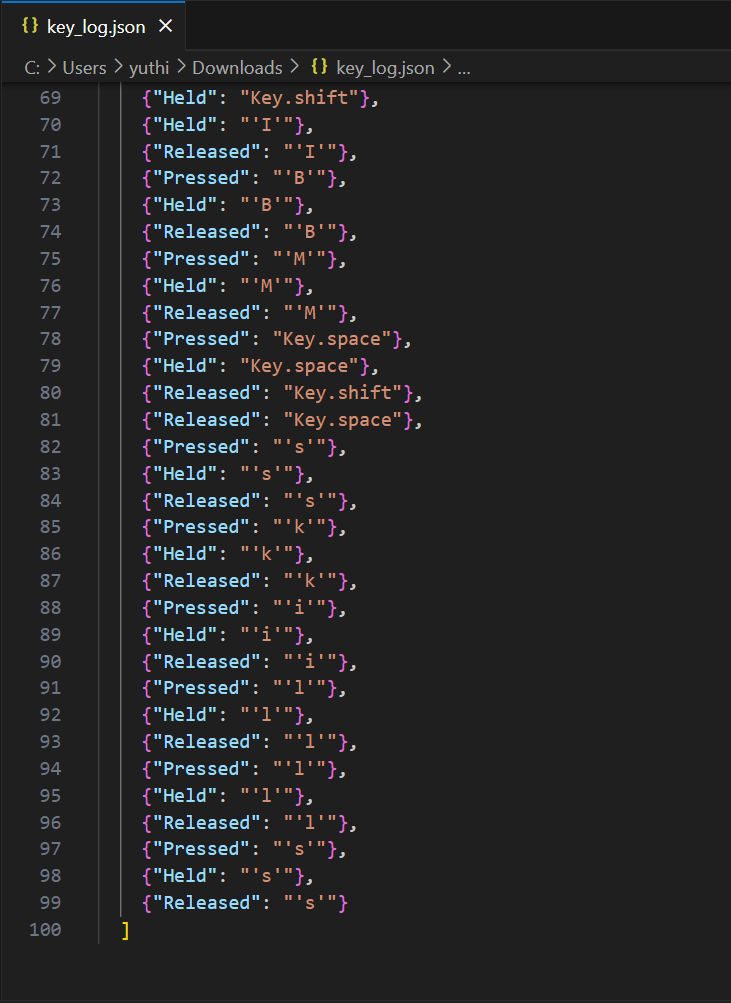 {} key_log.json ×
C: > Users > yuthi > Downloads > {} key_log.json > ...
69 {"Held": "Key.shift"},
70 {"Held": "'I'"},
71 {"Released": "'I'"},
72 {"Pressed": "'B'"},
73 {"Held": "'B'"},
74 {"Released": "'B'"},
75 {"Pressed": "'M'"},
76 {"Held": "'M'"},
77 {"Released": "'M'"},
78 {"Pressed": "Key.space"},
79 {"Held": "Key.space"},
80 {"Released": "Key.shift"},
81 {"Released": "Key.space"},
82 {"Pressed": "'s'"},
83 {"Held": "'s'"},
84 {"Released": "'s'"},
85 {"Pressed": "'k'"},
86 {"Held": "'k'"},
87 {"Released": "'k'"},
88 {"Pressed": "'i'"},
89 {"Held": "'i'"},
90 {"Released": "'i'"},
91 {"Pressed": "'l'"},
92 {"Held": "'l'"},
93 {"Released": "'l'"},
94 {"Pressed": "'l'"},
95 {"Held": "'l'"},
96 {"Released": "'l'"},
97 {"Pressed": "'s'"},
98 {"Held": "'s'"},
99 {"Released": "'s'"}
100 ]